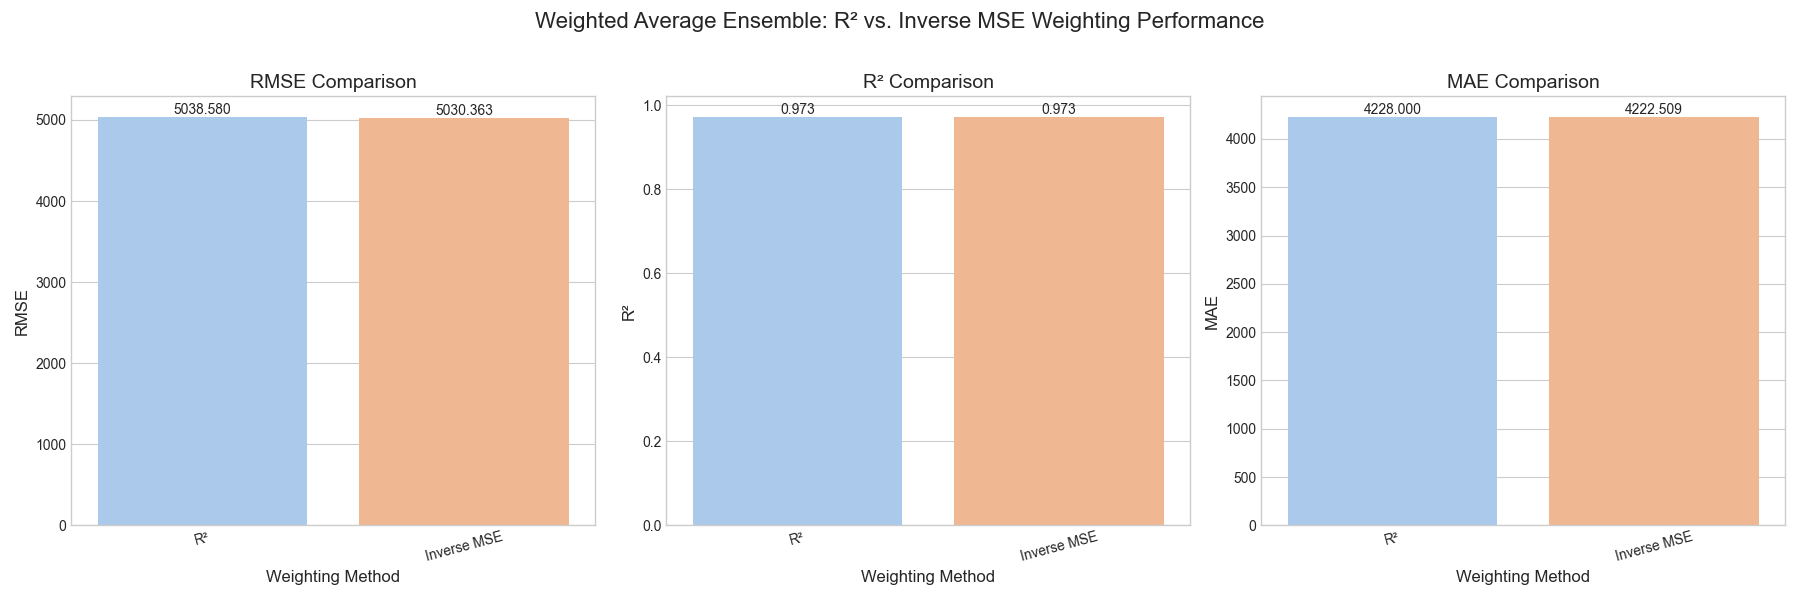 Weighted Average Ensemble: R² vs. Inverse MSE Weighting Performance
RMSE Comparison
5038.580
5030.363
5000
4000
3000
2000
1000
0
RMSE
R²
Inverse MSE
Weighting Method
R² Comparison
0.973
0.973
1.0
0.8
0.6
0.4
0.2
0.0
R²
R²
Inverse MSE
Weighting Method
MAE Comparison
4228.000
4222.509
4000
3500
3000
2500
2000
1500
1000
500
0
MAE
R²
Inverse MSE
Weighting Method